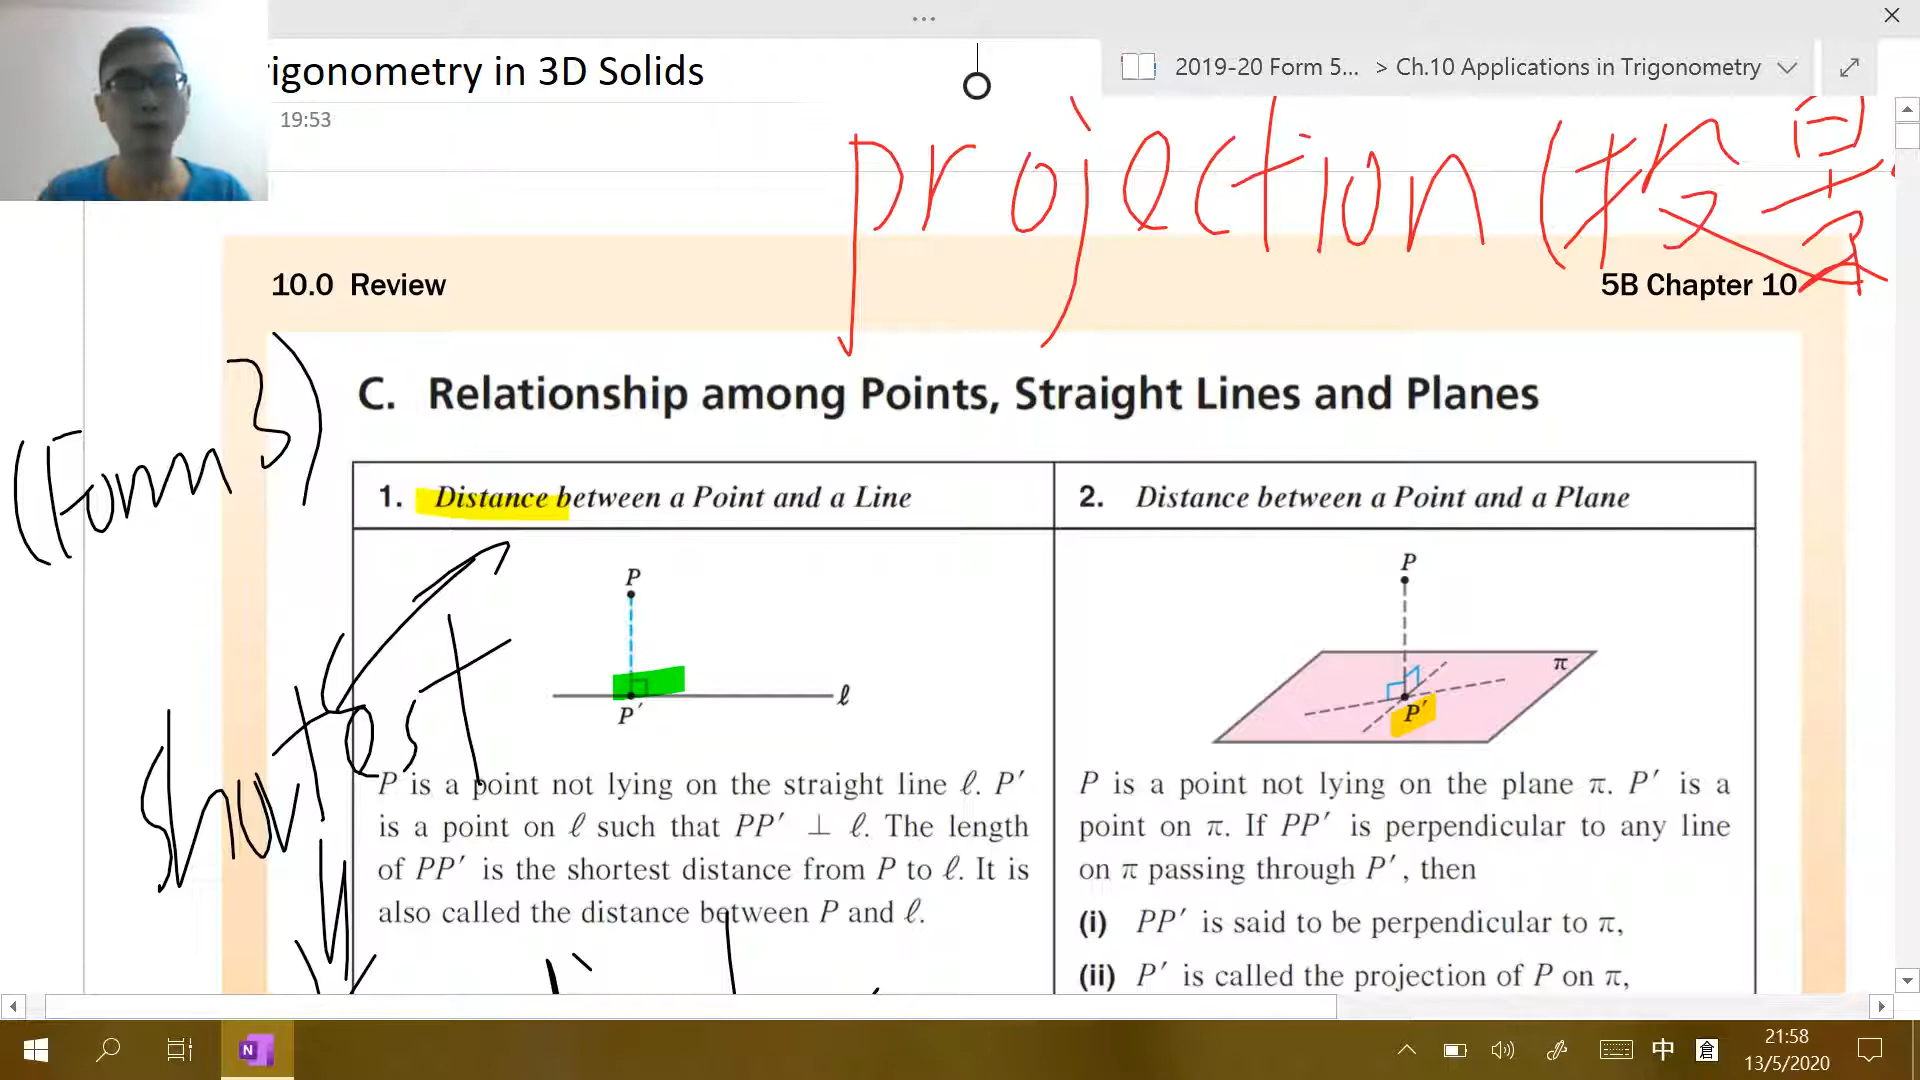 rigonometry in 3D Solids
19:53
2019-20 Form 5... > Ch.10 Applications in Trigonometry
projection (投影
10.0 Review
5B Chapter 10
(Form 3)
C. Relationship among Points, Straight Lines and Planes
1. Distance between a Point and a Line
2. Distance between a Point and a Plane
P
P′
ℓ
P
π
P′
shortest
P is a point not lying on the straight line ℓ. P′
is a point on ℓ such that PP′ ⊥ ℓ. The length
of PP′ is the shortest distance from P to ℓ. It is
also called the distance between P and ℓ.
P is a point not lying on the plane π. P′ is a
point on π. If PP′ is perpendicular to any line
on π passing through P′, then
(i) PP′ is said to be perpendicular to π,
(ii) P′ is called the projection of P on π,
N
中
倉
21:58
13/5/2020